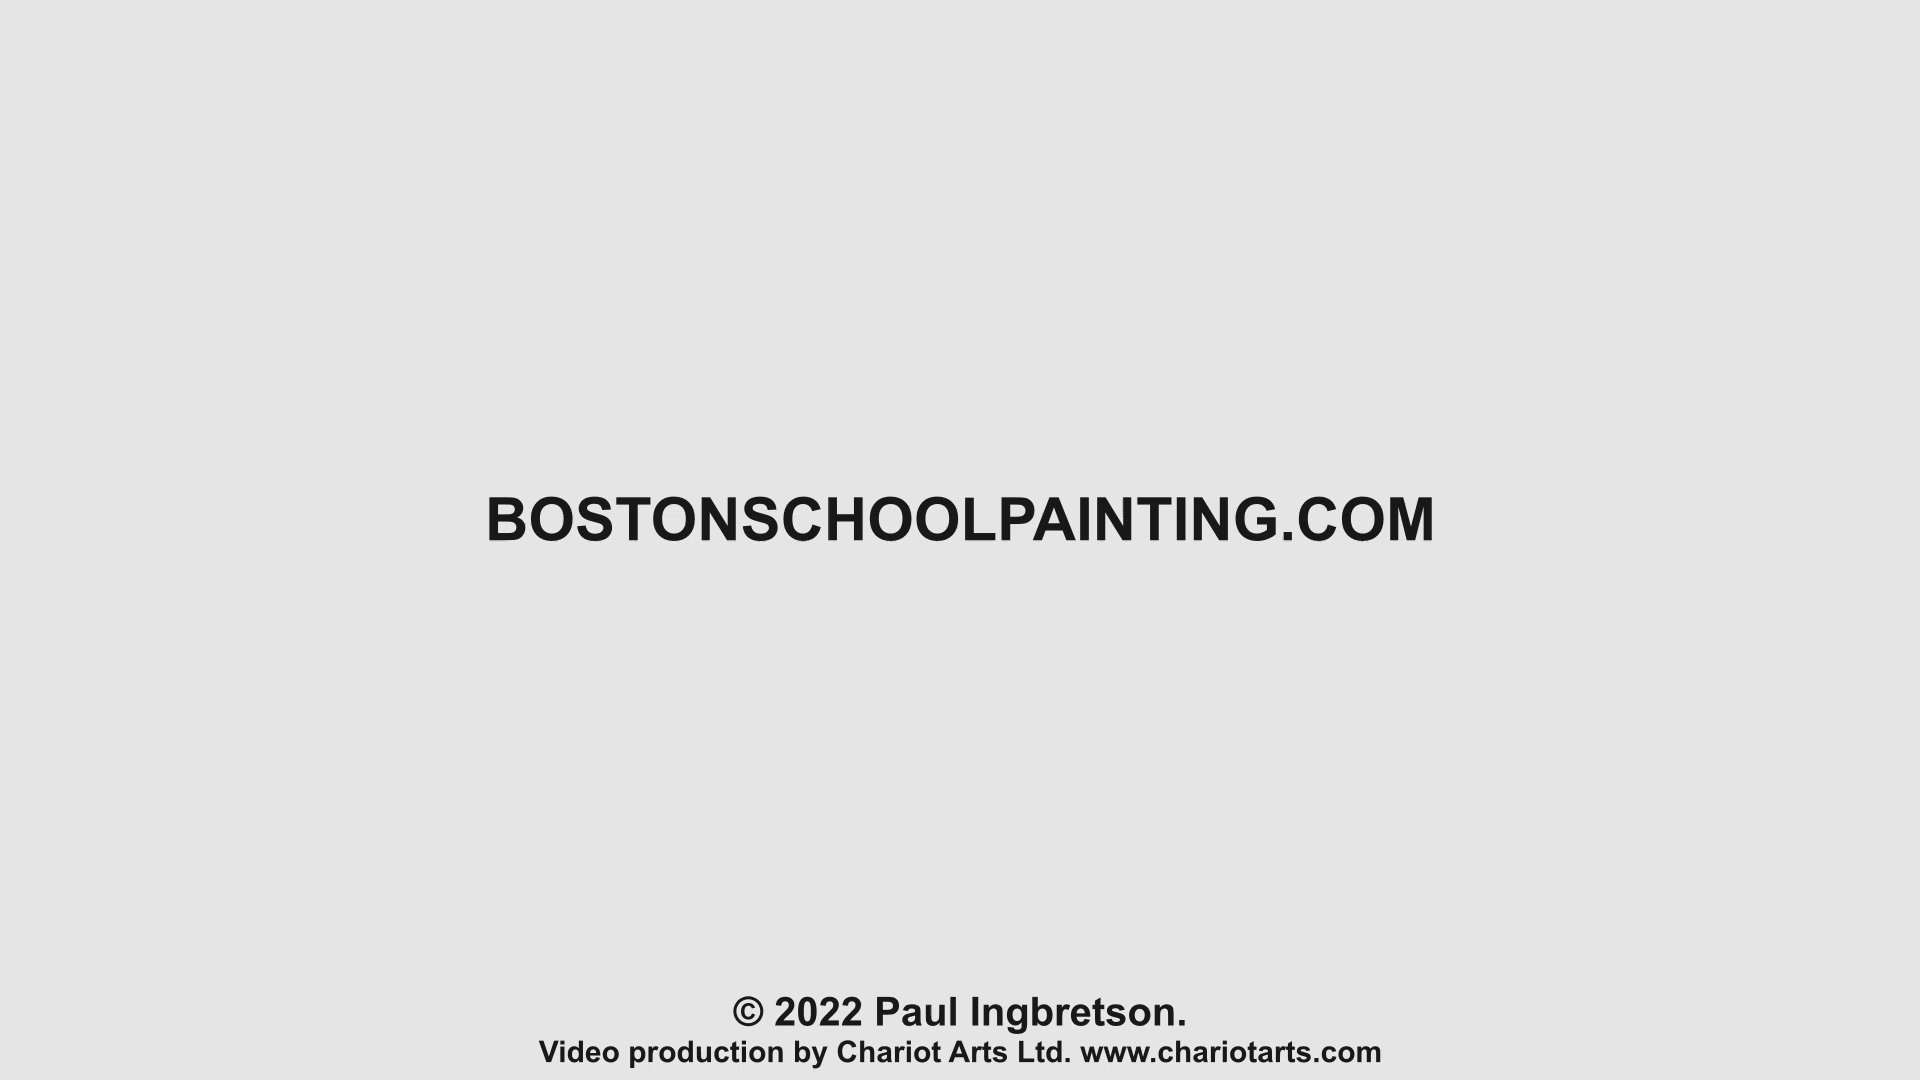 BOSTONSCHOOLPAINTING.COM
© 2022 Paul Ingbretson.
Video production by Chariot Arts Ltd. www.chariotarts.com